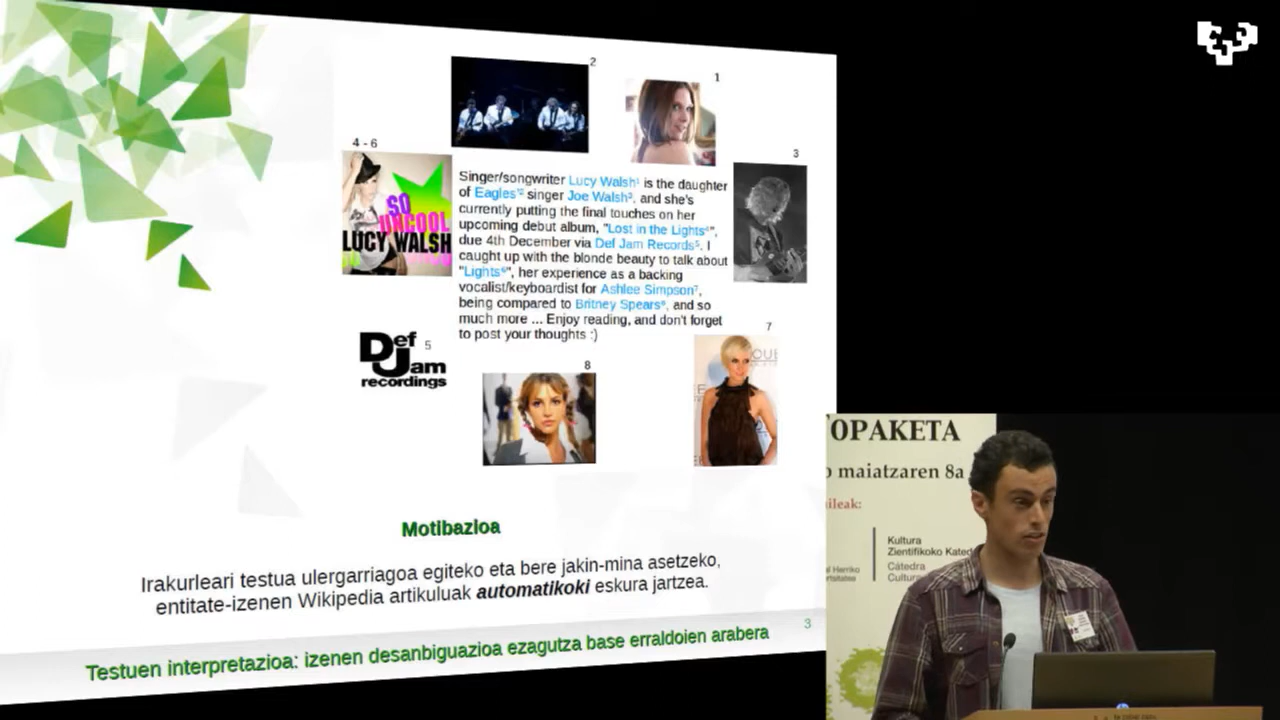 2
1
4 - 6
3
SO
UNCOOL
LUCY WALSH
Singer/songwriter Lucy Walsh¹ is the daughter
of Eagles'² singer Joe Walsh³, and she's
currently putting the final touches on her
upcoming debut album, "Lost in the Lights⁴",
due 4th December via Def Jam Records⁵. I
caught up with the blonde beauty to talk about
"Lights⁶", her experience as a backing
vocalist/keyboardist for Ashlee Simpson⁷,
being compared to Britney Spears⁸, and so
much more ... Enjoy reading, and don't forget
to post your thoughts :)
Def
Jam
recordings
5
8
7
Motibazioa
Irakurleari testua ulergarriagoa egiteko eta bere jakin-mina asetzeko,
entitate-izenen Wikipedia artikuluak automatikoki eskura jartzea.
3
Testuen interpretazioa: izenen desanbiguazioa ezagutza base erraldoien arabera
OPAKETA
o maiatzaren 8a
ileak:
Kultura
Zientifikoko Kated
Cátedra
Cultur
al Herriko
rtsitatea